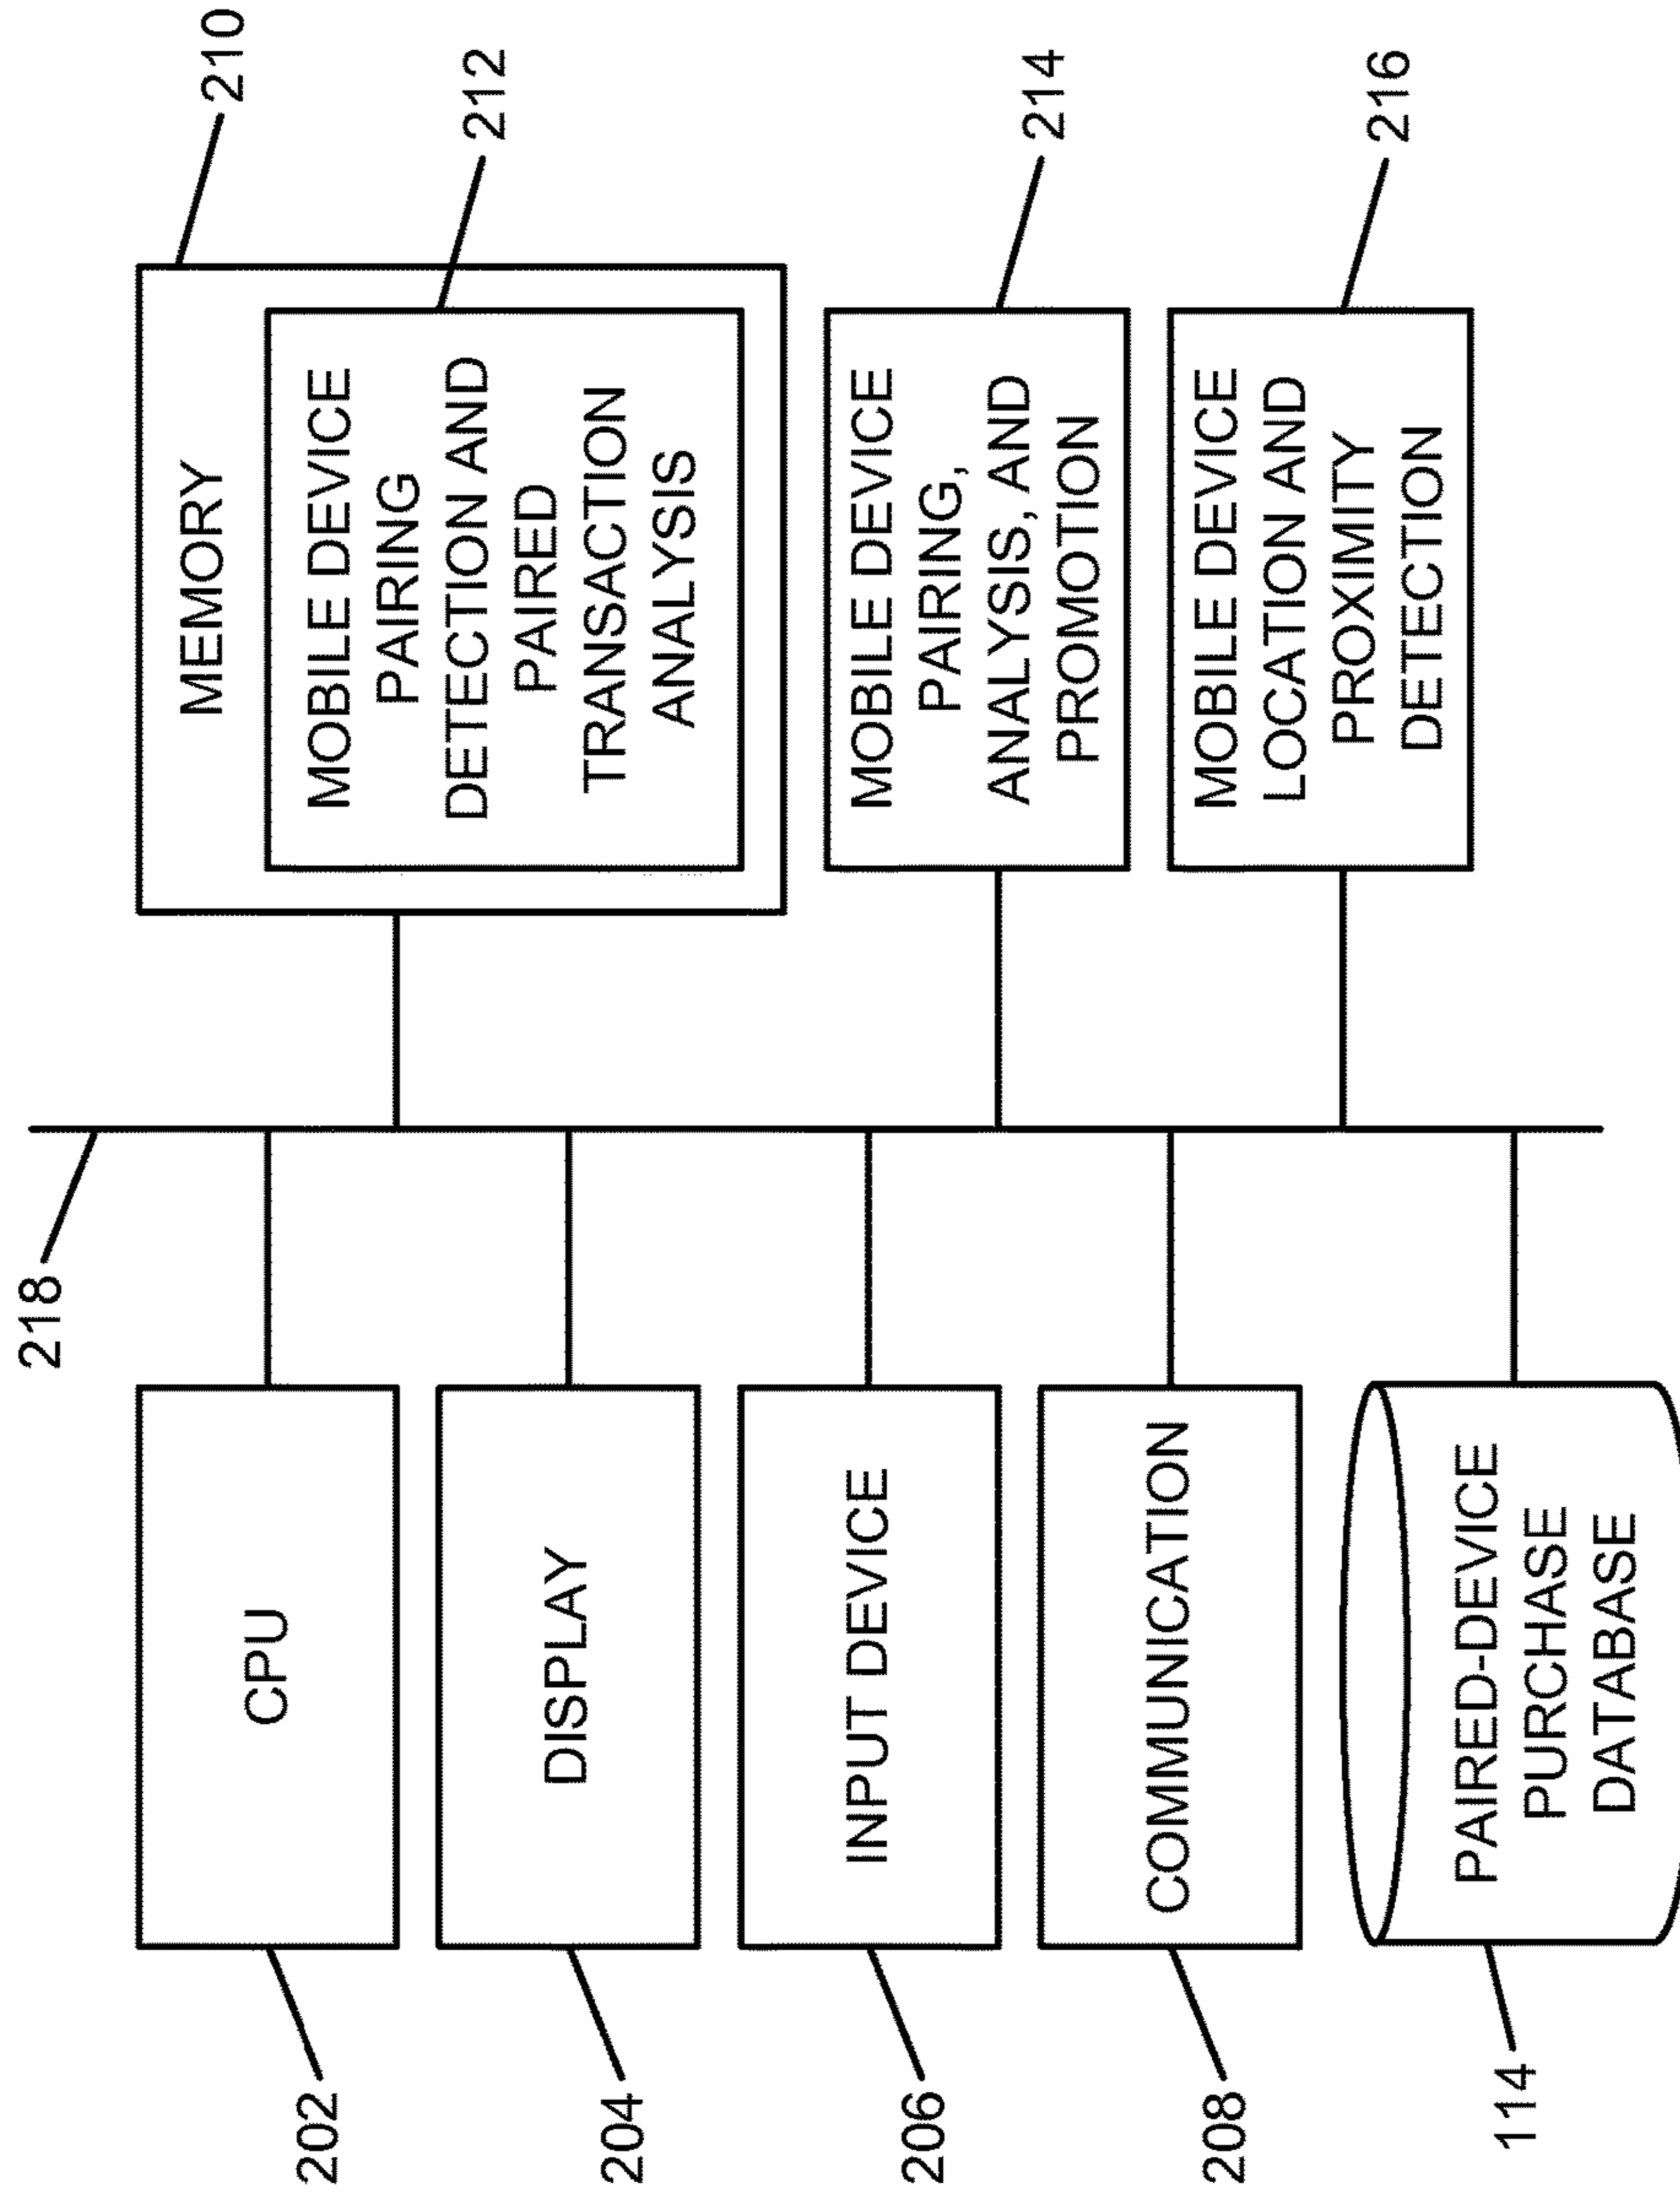 218
202
CPU
204
DISPLAY
206
INPUT DEVICE
208
COMMUNICATION
114
PAIRED-DEVICE
PURCHASE
DATABASE
210
MEMORY
212
MOBILE DEVICE
PAIRING
DETECTION AND
PAIRED
TRANSACTION
ANALYSIS
214
MOBILE DEVICE
PAIRING,
ANALYSIS, AND
PROMOTION
216
MOBILE DEVICE
LOCATION AND
PROXIMITY
DETECTION